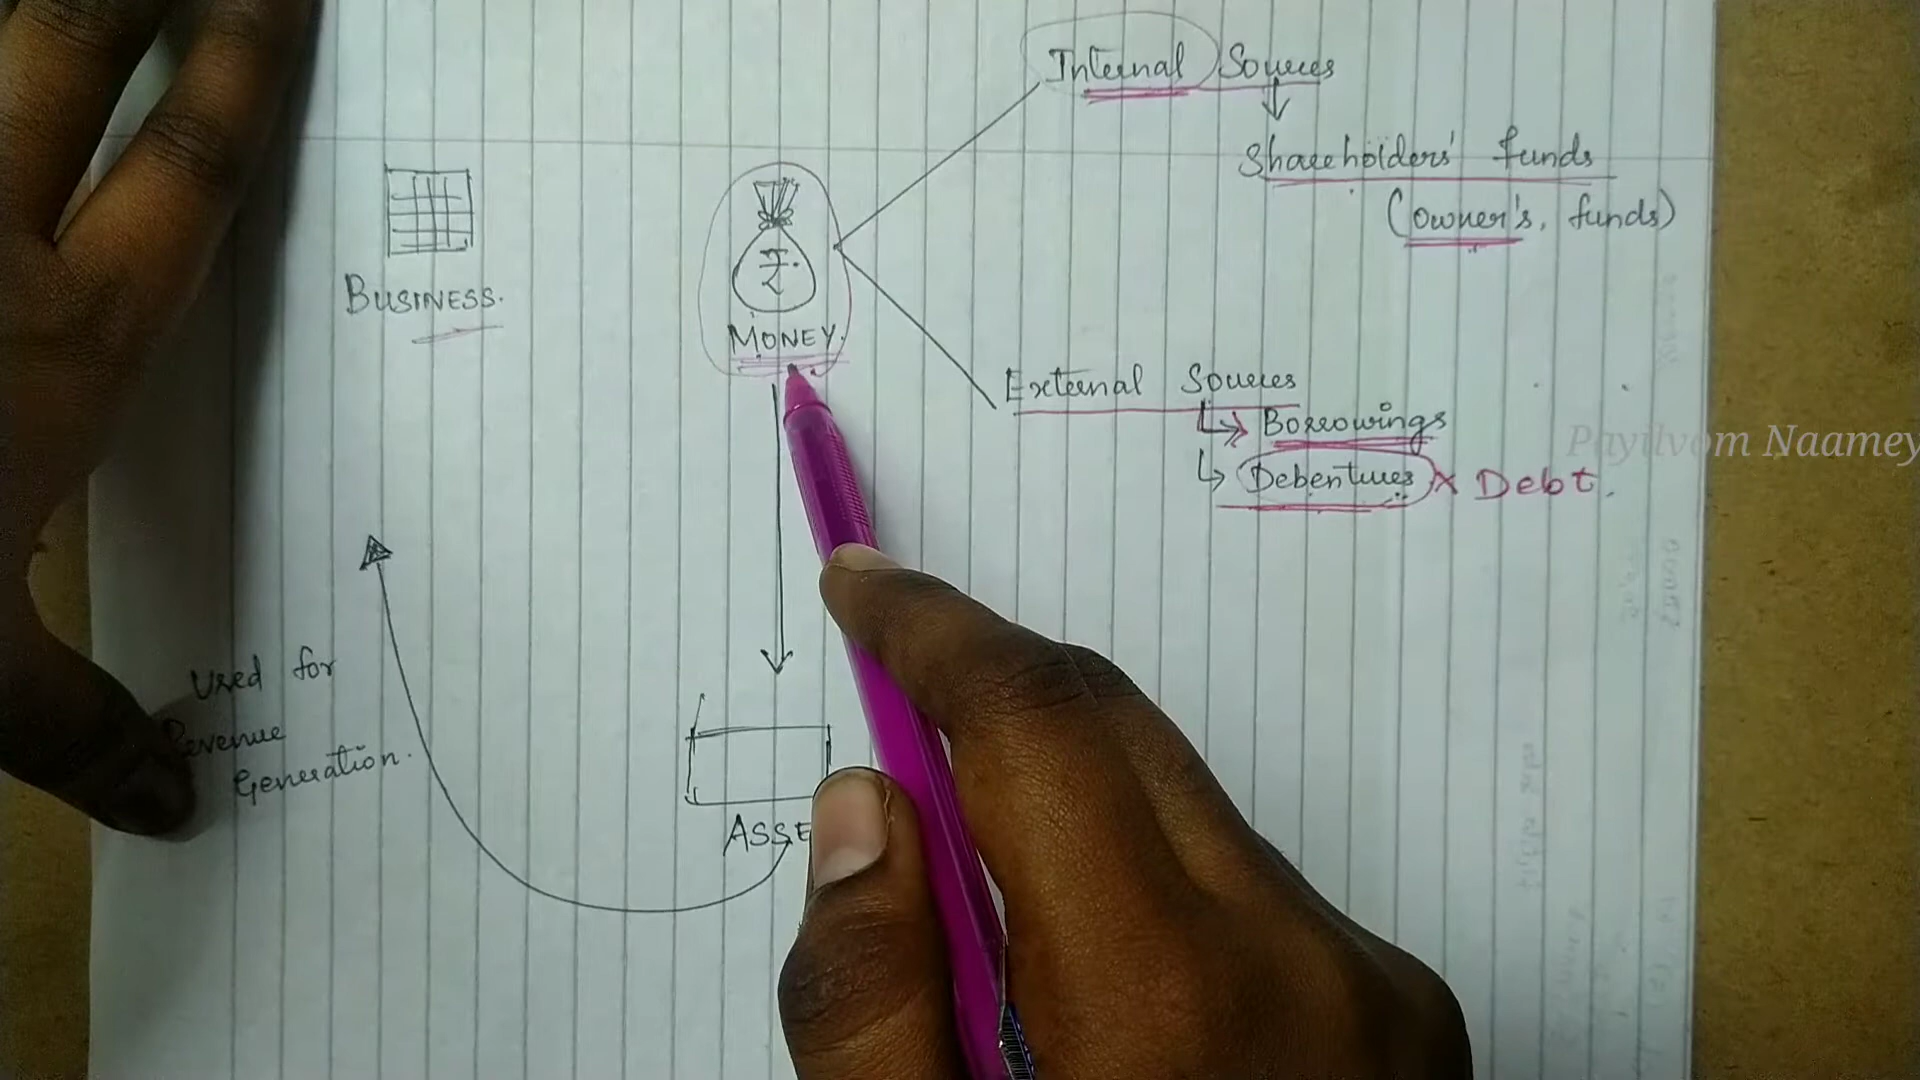 Internal Sources
Shareholders' funds
(owner's, funds)
₹
BUSINESS.
MONEY.
External Sources
Borrowings
Debentures x Debt.
Payilvom Naamey
Used for
Revenue
Generation.
ASSE